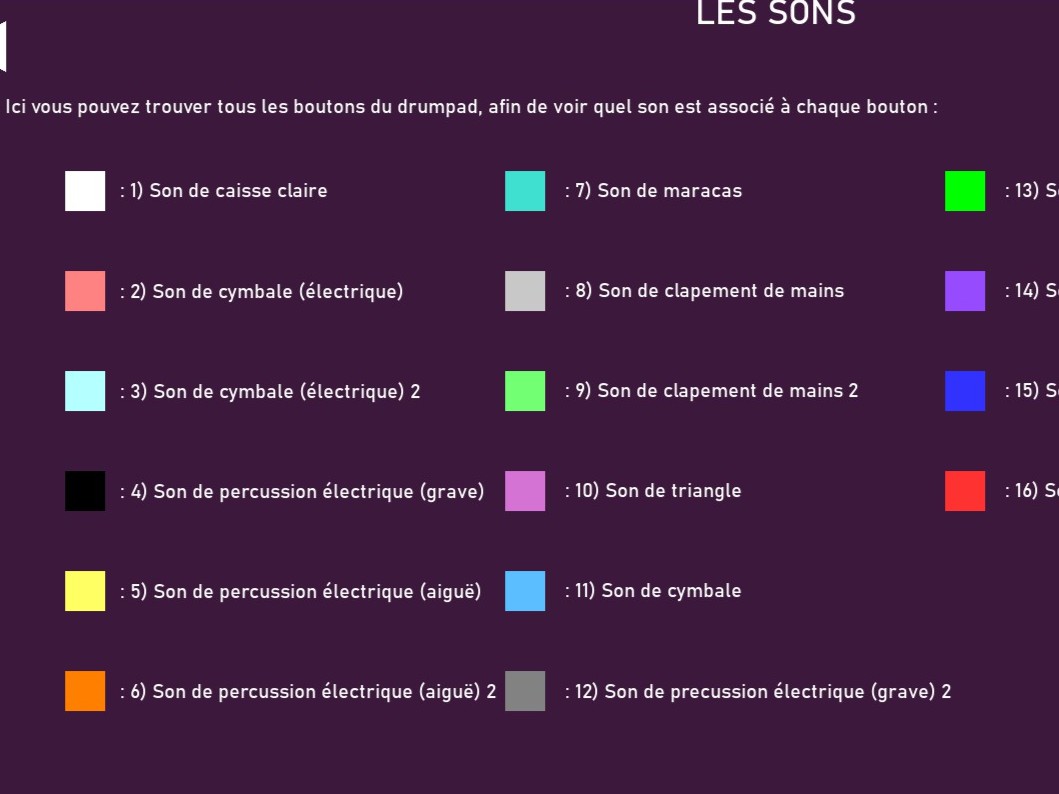 LES SONS
Ici vous pouvez trouver tous les boutons du drumpad, afin de voir quel son est associé à chaque bouton :
: 1) Son de caisse claire
: 2) Son de cymbale (électrique)
: 3) Son de cymbale (électrique) 2
: 4) Son de percussion électrique (grave)
: 5) Son de percussion électrique (aiguë)
: 6) Son de percussion électrique (aiguë) 2
: 7) Son de maracas
: 8) Son de clapement de mains
: 9) Son de clapement de mains 2
: 10) Son de triangle
: 11) Son de cymbale
: 12) Son de precussion électrique (grave) 2
: 13)
: 14)
: 15)
: 16)